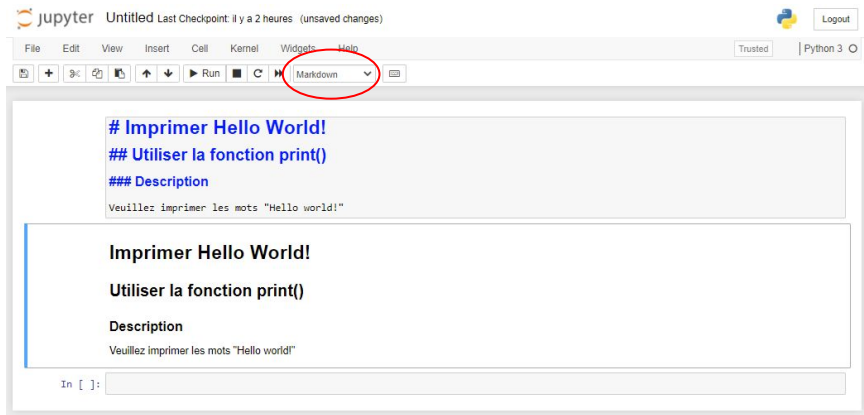 jupyter Untitled Last Checkpoint: il y a 2 heures (unsaved changes) Logout
File Edit View Insert Cell Kernel Widgets Help Trusted Python 3
Run Markdown
# Imprimer Hello World!
## Utiliser la fonction print()
### Description
Veuillez imprimer les mots "Hello world!"
Imprimer Hello World!
Utiliser la fonction print()
Description
Veuillez imprimer les mots "Hello world!"
In [ ]: